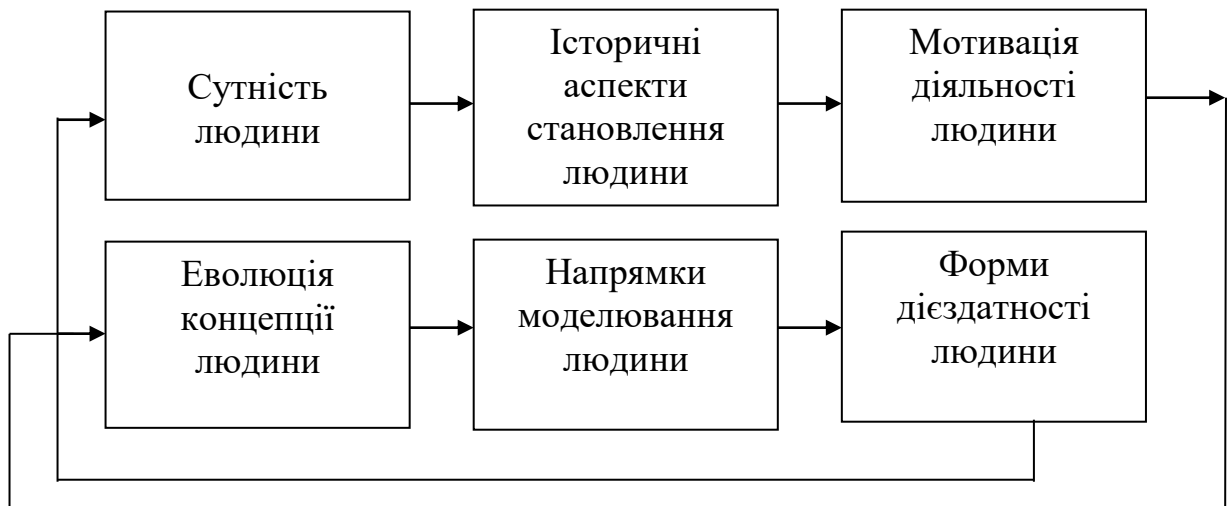 Сутність
людини
Історичні
аспекти
становлення
людини
Мотивація
діяльності
людини
Еволюція
концепції
людини
Напрямки
моделювання
людини
Форми
дієздатності
людини